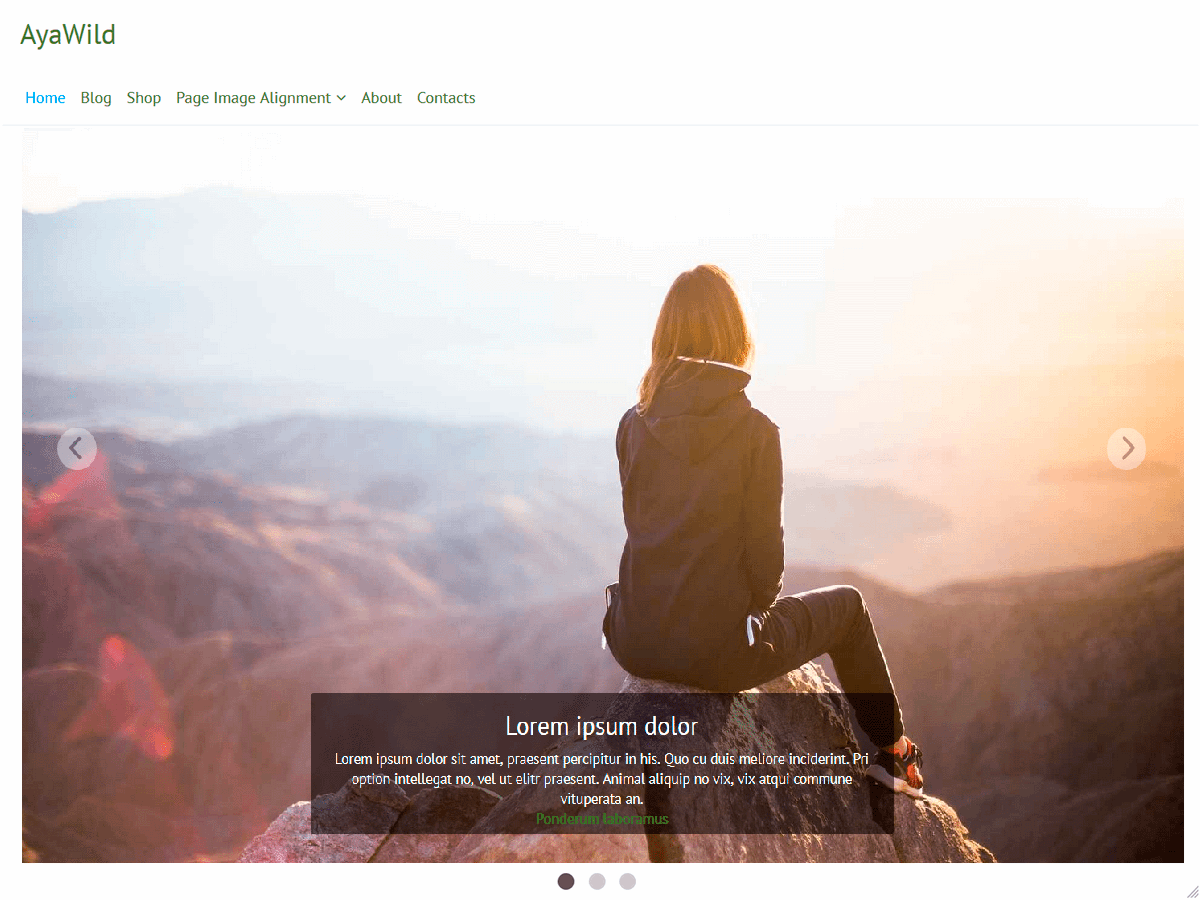 AyaWild
Home Blog Shop Page Image Alignment About Contacts
Lorem ipsum dolor
Lorem ipsum dolor sit amet, praesent percipitur in his. Quo cu duis meliore inciderint. Pri
option intellegat no, vel ut elitr praesent. Animal aliquip no vix, vix atqui commune
vituperata an.
Ponderum laboramus